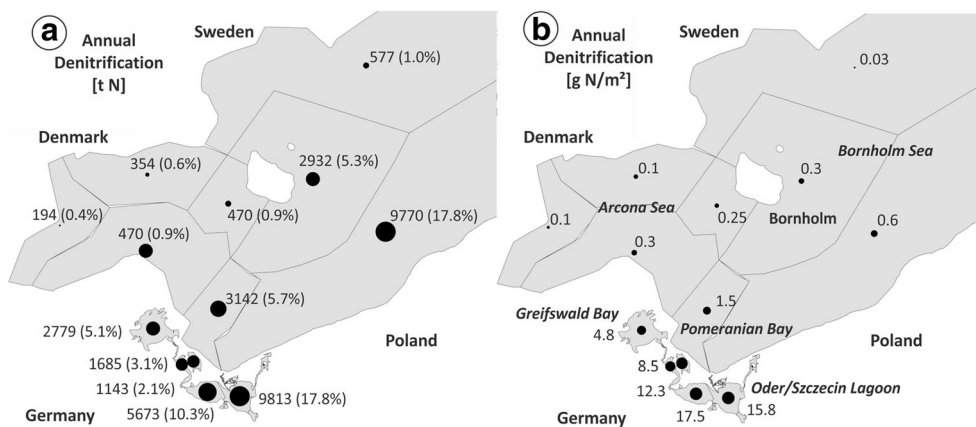 a
Annual
Denitrification
[t N]
Sweden
577 (1.0%)
Denmark
354 (0.6%)
2932 (5.3%)
194 (0.4%)
470 (0.9%)
9770 (17.8%)
470 (0.9%)
3142 (5.7%)
2779 (5.1%)
Poland
1685 (3.1%)
1143 (2.1%)
9813 (17.8%)
Germany
5673 (10.3%)
b
Annual
Denitrification
[g N/m²]
Sweden
0.03
Denmark
Bornholm Sea
0.1
0.3
Arcona Sea
0.1
0.25
Bornholm
0.6
0.3
1.5
Greifswald Bay
Pomeranian Bay
4.8
Poland
8.5
12.3
Oder/Szczecin Lagoon
15.8
Germany
17.5